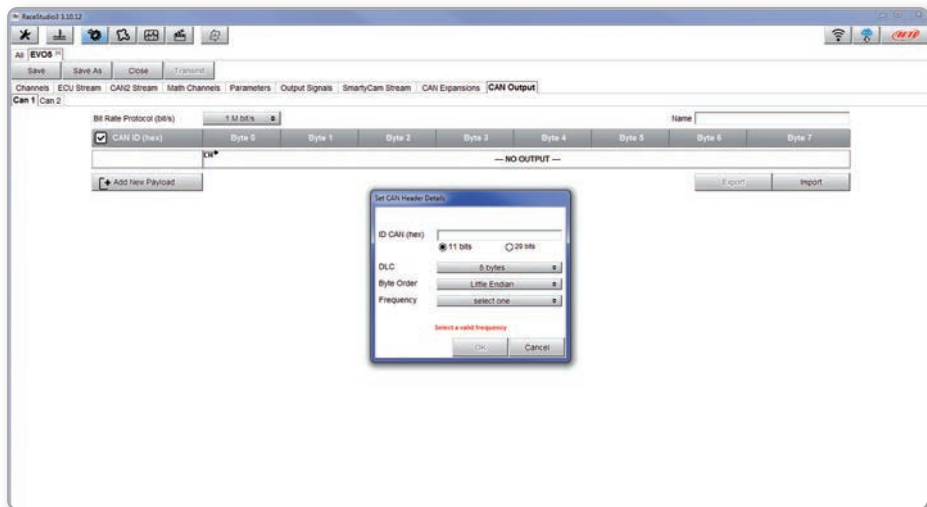 RaceStudio3 3.10.12
AiM
All EVO5
Save Save As Close Transmit
Channels ECU Stream CAN2 Stream Math Channels Parameters Output Signals SmartyCam Stream CAN Expansions CAN Output
Can 1 Can 2
Bit Rate Protocol (bit/s) 1 M bit/s Name
CAN ID (hex) Byte 0 Byte 1 Byte 2 Byte 3 Byte 4 Byte 5 Byte 6 Byte 7
--- NO OUTPUT ---
Add New Payload Export Import
Set CAN Header Details
ID CAN (hex)
11 bits 29 bits
DLC 8 bytes
Byte Order Little Endian
Frequency select one
Select a valid frequency
OK Cancel